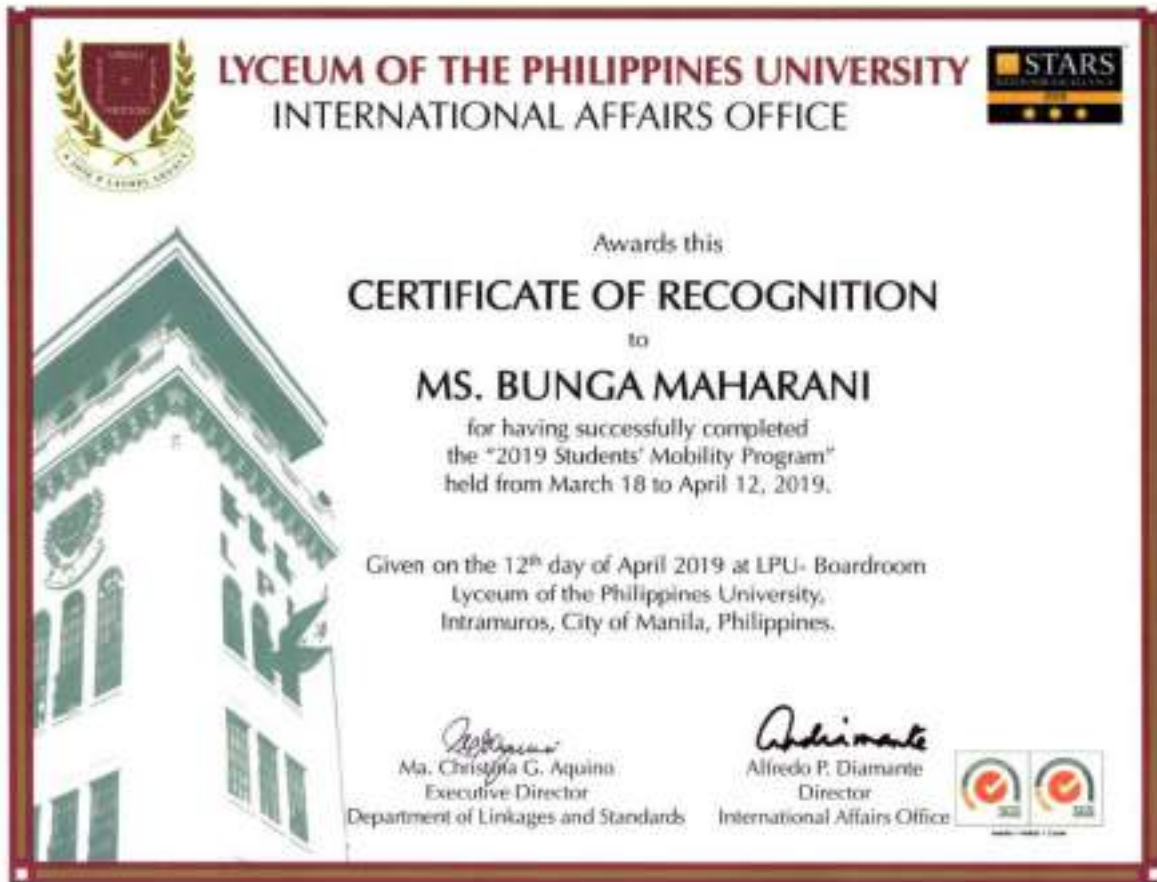 LYCEUM OF THE PHILIPPINES UNIVERSITY
INTERNATIONAL AFFAIRS OFFICE
STARS
Awards this
CERTIFICATE OF RECOGNITION
to
MS. BUNGA MAHARANI
for having successfully completed
the “2019 Students’ Mobility Program”
held from March 18 to April 12, 2019.
Given on the 12th day of April 2019 at LPU- Boardroom
Lyceum of the Philippines University,
Intramuros, City of Manila, Philippines.
L P U
Ma. Christina G. Aquino
Executive Director
Department of Linkages and Standards
Alfredo P. Diamante
Director
International Affairs Office
SGS
SGS